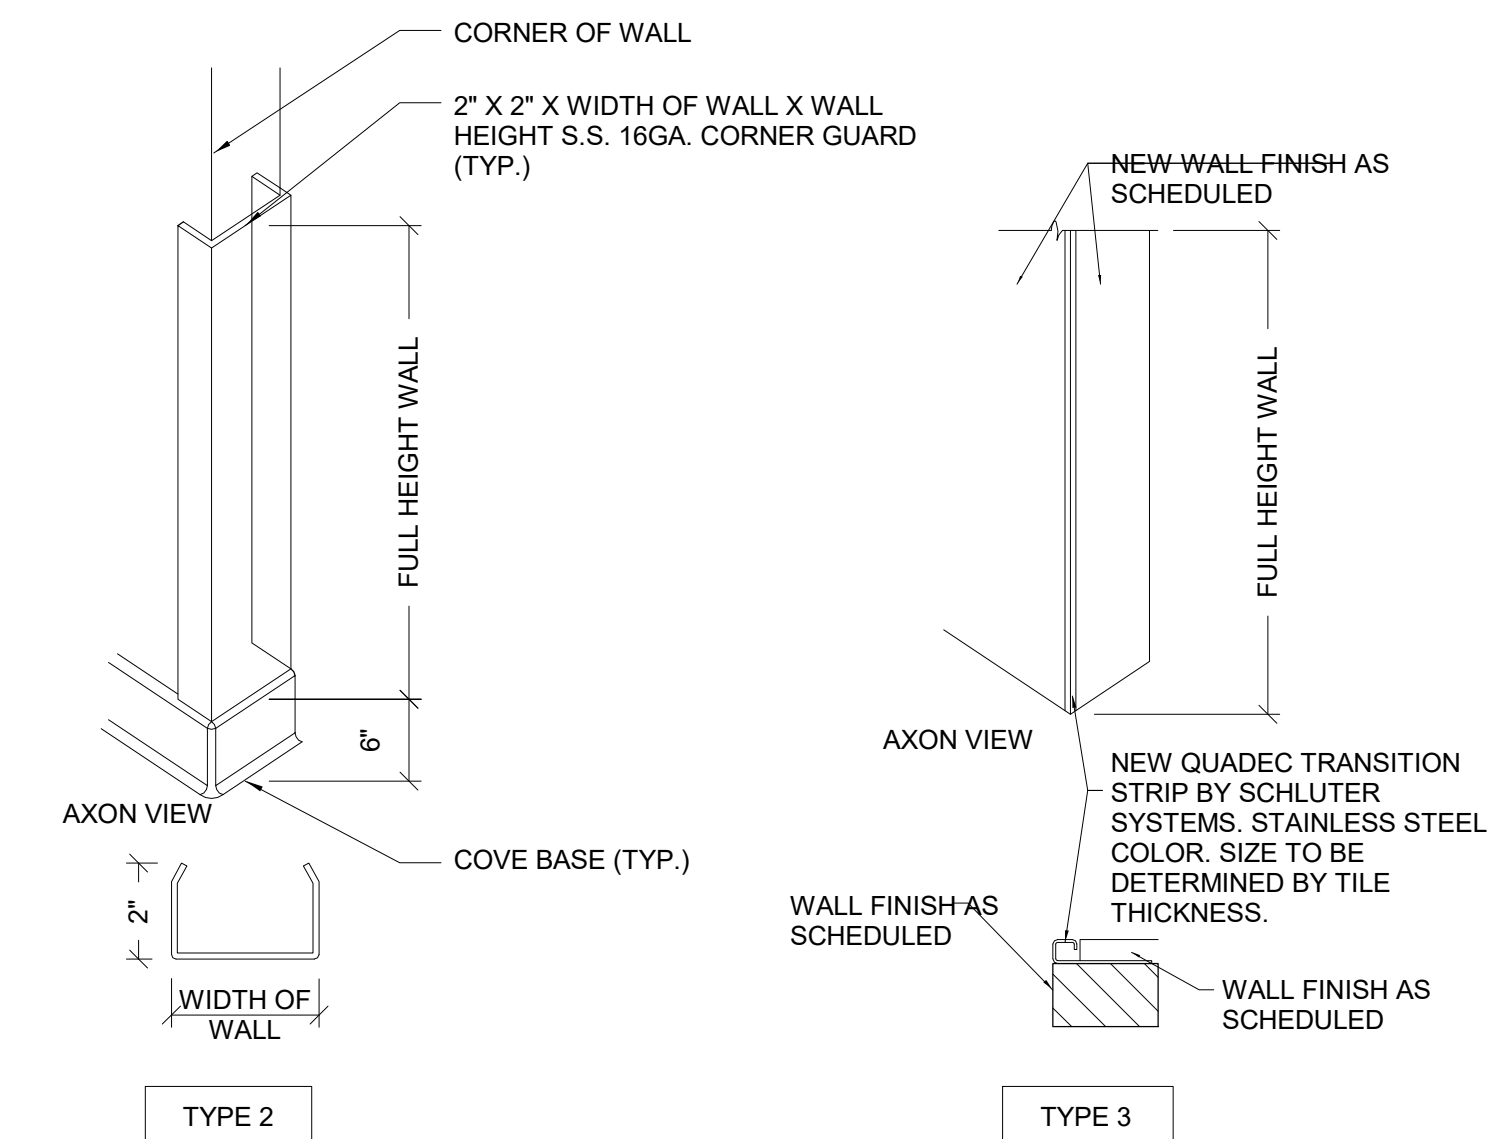 CORNER OF WALL
2" X 2" X WIDTH OF WALL X WALL
HEIGHT S.S. 16GA. CORNER GUARD
(TYP.)
FULL HEIGHT WALL
6"
AXON VIEW
COVE BASE (TYP.)
2"
WIDTH OF
WALL
TYPE 2
NEW WALL FINISH AS
SCHEDULED
FULL HEIGHT WALL
AXON VIEW
NEW QUADEC TRANSITION
STRIP BY SCHLUTER
SYSTEMS. STAINLESS STEEL
COLOR. SIZE TO BE
DETERMINED BY TILE
THICKNESS.
WALL FINISH AS
SCHEDULED
WALL FINISH AS
SCHEDULED
TYPE 3